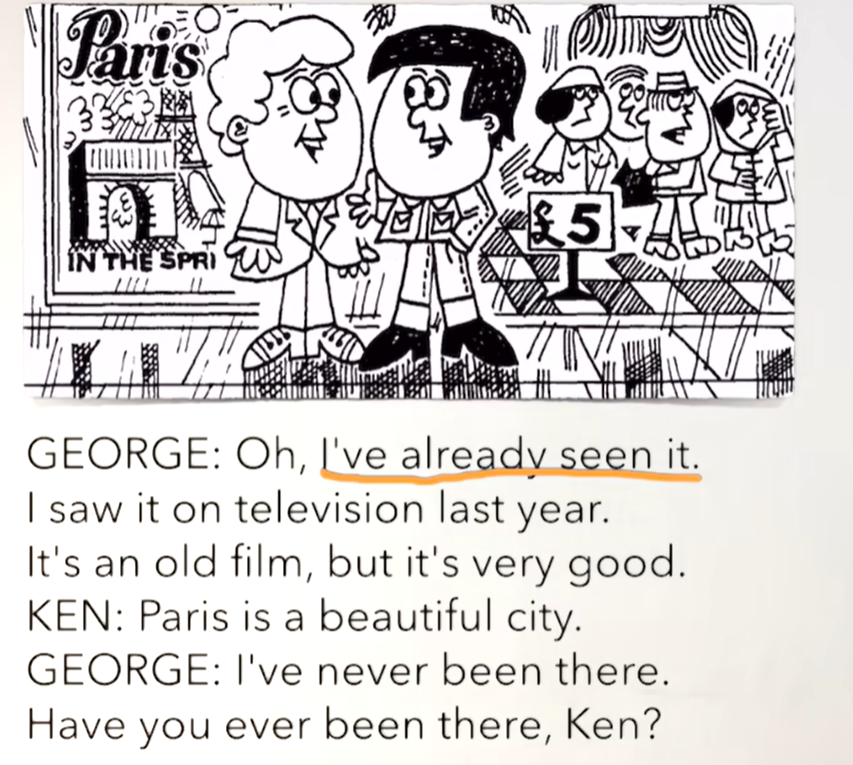 Paris
IN THE SPRI
£5
GEORGE: Oh, I've already seen it.
I saw it on television last year.
It's an old film, but it's very good.
KEN: Paris is a beautiful city.
GEORGE: I've never been there.
Have you ever been there, Ken?